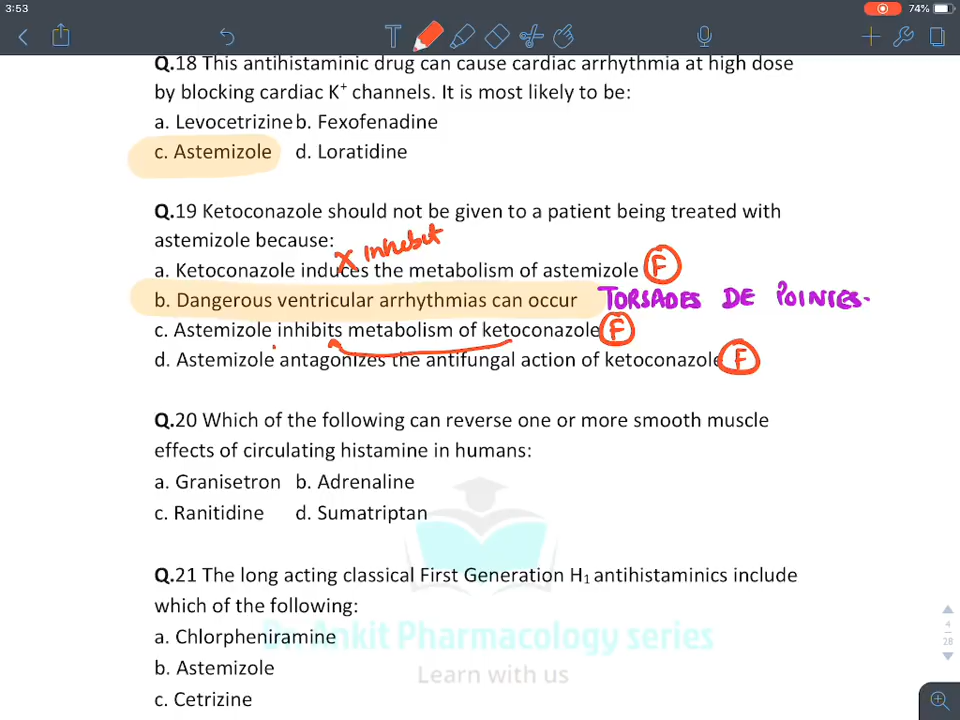 3:53
74%
Q.18 This antihistaminic drug can cause cardiac arrhythmia at high dose
by blocking cardiac K+ channels. It is most likely to be:
a. Levocetrizine b. Fexofenadine
c. Astemizole d. Loratidine
Q.19 Ketoconazole should not be given to a patient being treated with
astemizole because:
X inhibit
a. Ketoconazole induces the metabolism of astemizole F
b. Dangerous ventricular arrhythmias can occur TORSADES DE POINTES.
c. Astemizole inhibits metabolism of ketoconazole F
d. Astemizole antagonizes the antifungal action of ketoconazole F
Q.20 Which of the following can reverse one or more smooth muscle
effects of circulating histamine in humans:
a. Granisetron b. Adrenaline
c. Ranitidine d. Sumatriptan
Q.21 The long acting classical First Generation H1 antihistaminics include
which of the following:
a. Chlorpheniramine
Dr Ankit Pharmacology series
b. Astemizole
Learn with us
c. Cetrizine
4
28